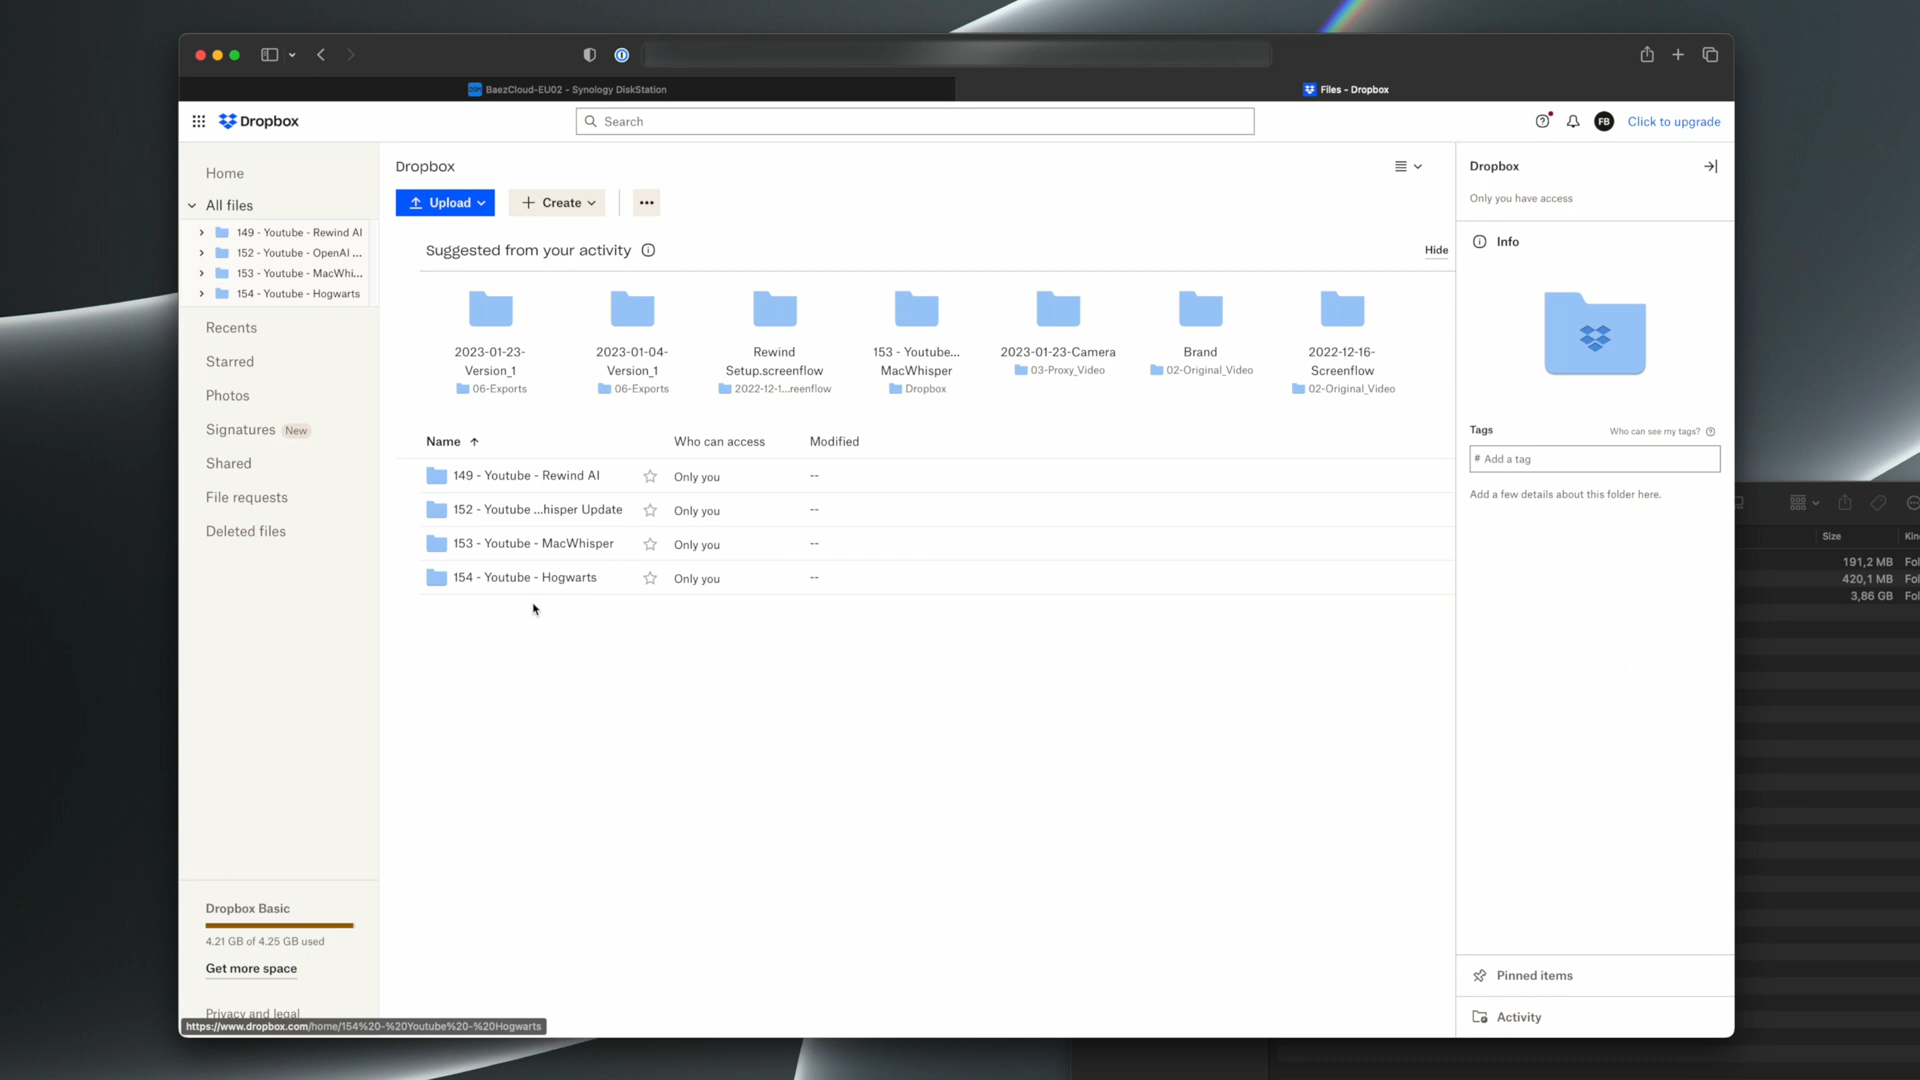 BaezCloud-EU02 - Synology DiskStation
Files - Dropbox
Dropbox
Search
FB
Click to upgrade
Home
All files
149 - Youtube - Rewind AI
152 - Youtube - OpenAI ...
153 - Youtube - MacWhi...
154 - Youtube - Hogwarts
Recents
Starred
Photos
Signatures New
Shared
File requests
Deleted files
Dropbox Basic
4.21 GB of 4.25 GB used
Get more space
Privacy and legal
https://www.dropbox.com/home/154%20-%20Youtube%20-%20Hogwarts
Dropbox
Upload
Create
Suggested from your activity
Hide
2023-01-23-
Version_1
06-Exports
2023-01-04-
Version_1
06-Exports
Rewind
Setup.screenflow
2022-12-1...reenflow
153 - Youtube...
MacWhisper
Dropbox
2023-01-23-Camera
03-Proxy_Video
Brand
02-Original_Video
2022-12-16-
Screenflow
02-Original_Video
Name Who can access Modified
149 - Youtube - Rewind AI Only you --
152 - Youtube ...hisper Update Only you --
153 - Youtube - MacWhisper Only you --
154 - Youtube - Hogwarts Only you --
Dropbox
Only you have access
Info
Tags Who can see my tags?
# Add a tag
Add a few details about this folder here.
Pinned items
Activity
Size Kin
191,2 MB Fol
420,1 MB Fol
3,86 GB Fol